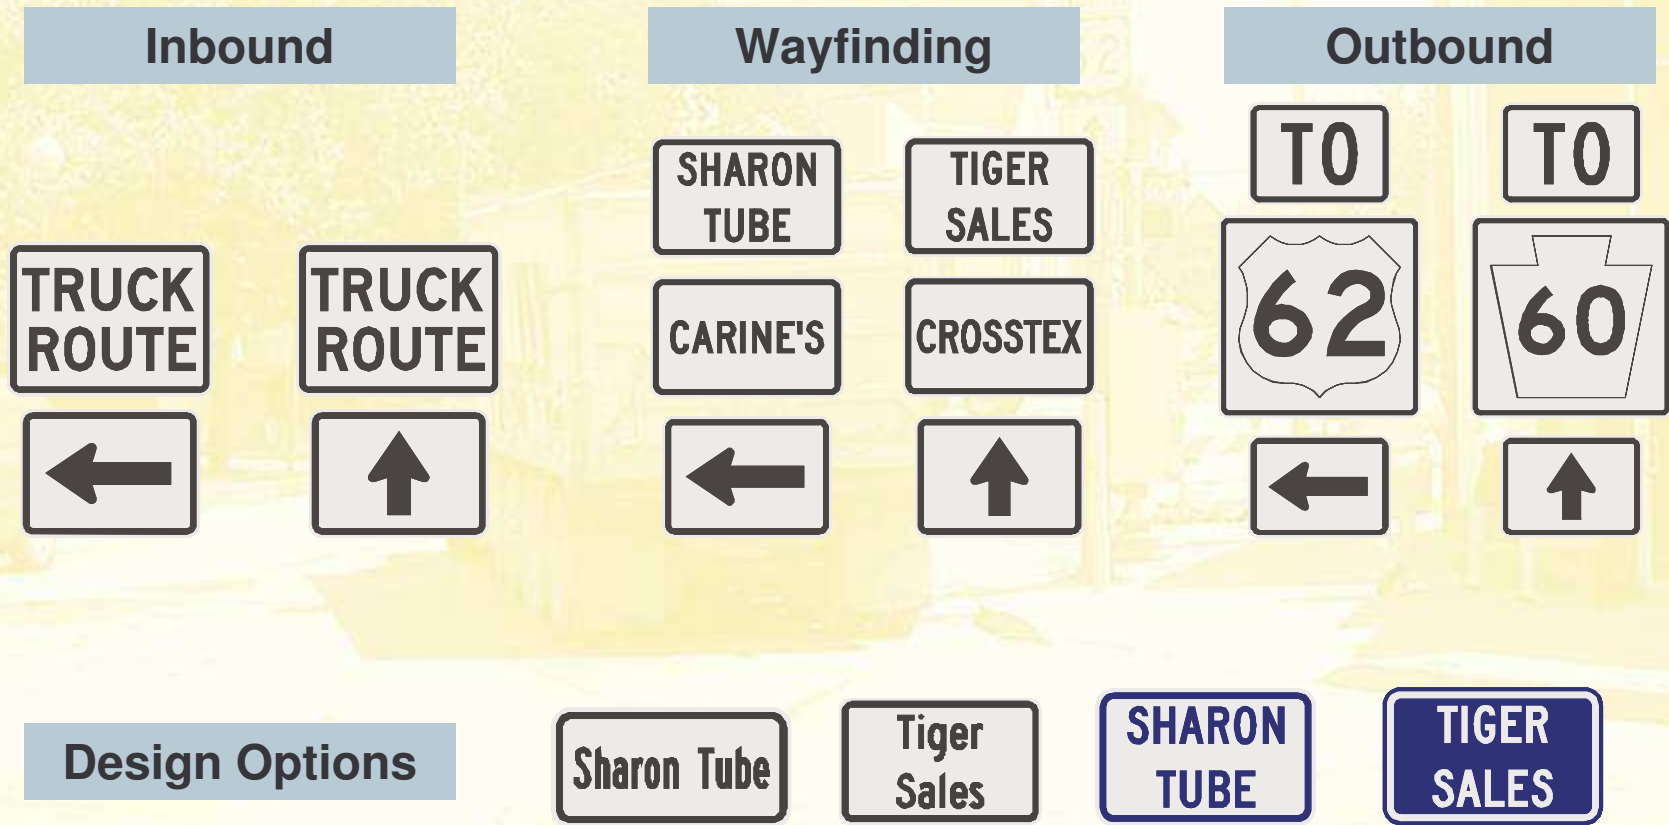 Inbound
Wayfinding
Outbound
TRUCK
ROUTE
TRUCK
ROUTE
SHARON
TUBE
TIGER
SALES
CARINE'S
CROSSTEX
TO
62
TO
60
Design Options
Sharon Tube
Tiger
Sales
SHARON
TUBE
TIGER
SALES